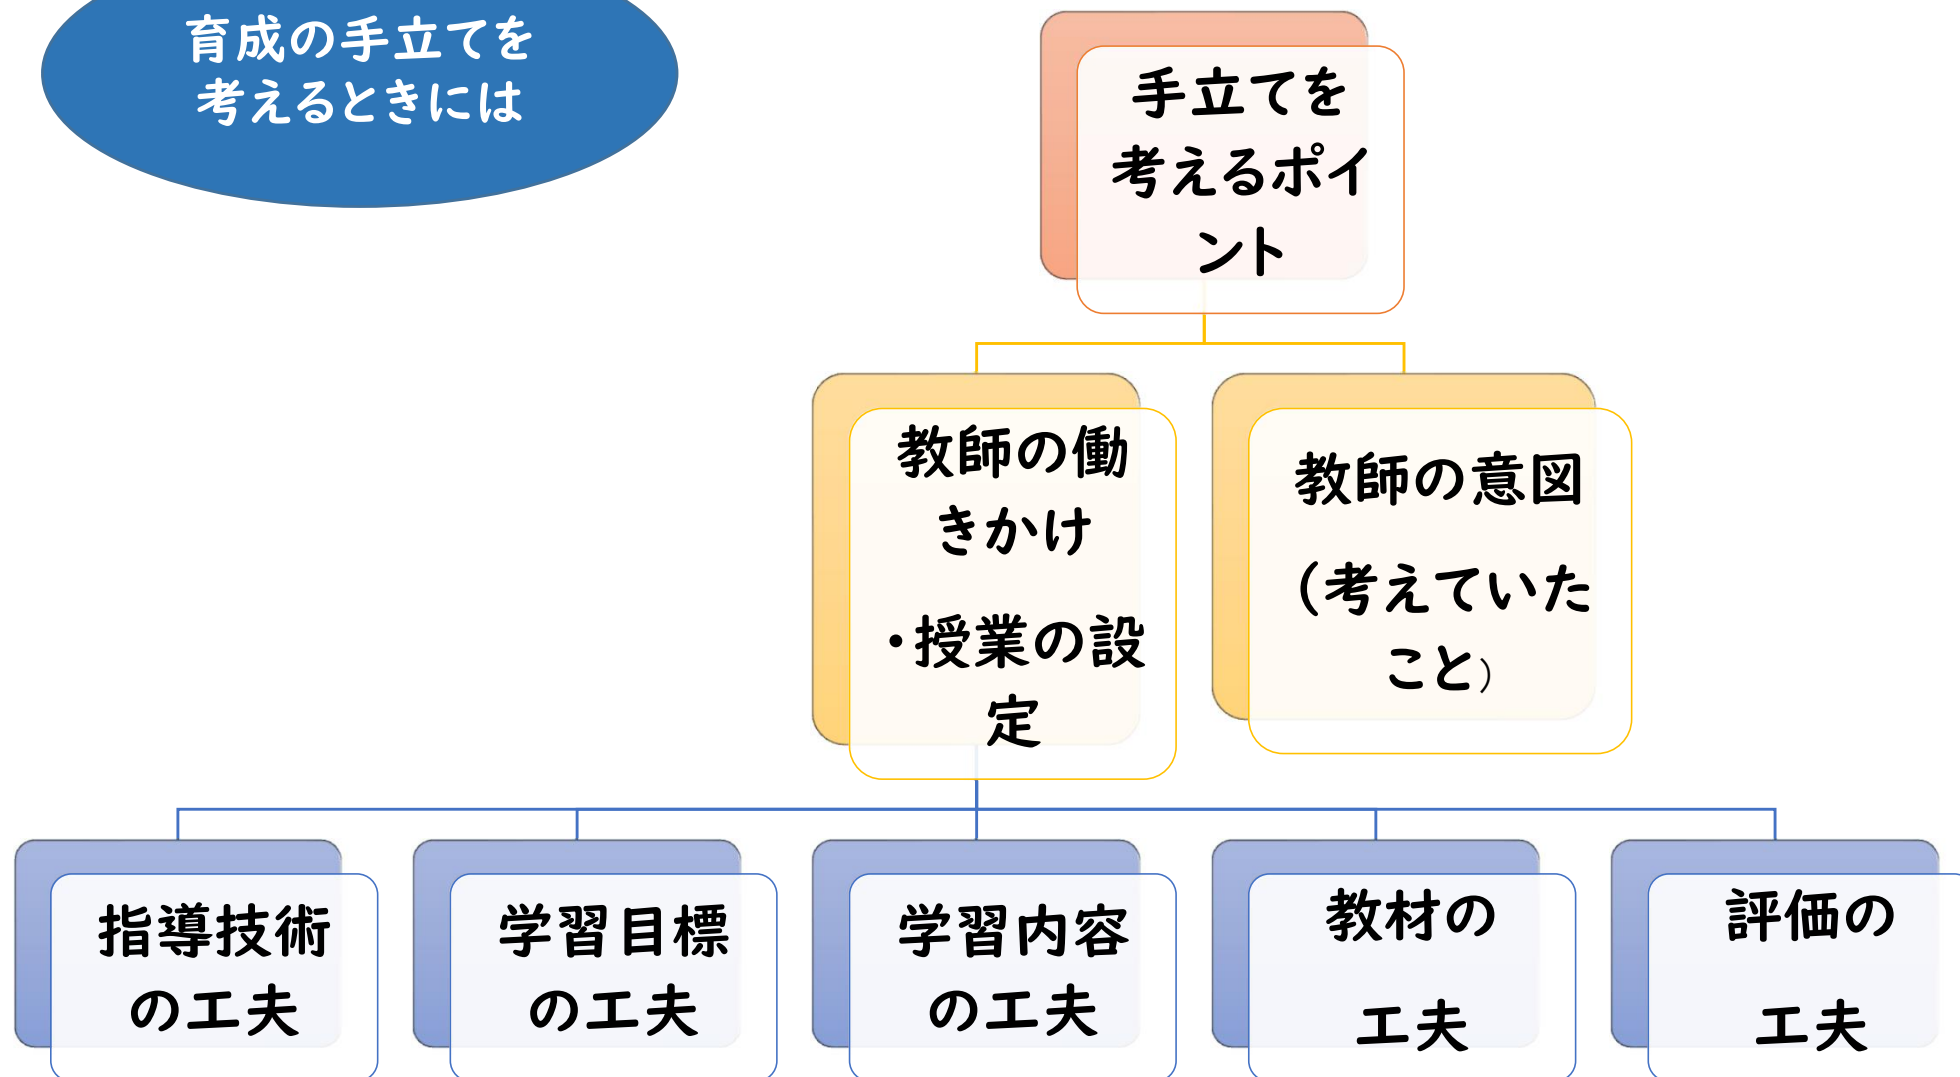 育成の手立てを
考えるときには
手立てを
考えるポイ
ント
教師の働
きかけ
・授業の設
定
教師の意図
（考えていた
こと）
指導技術
の工夫
学習目標
の工夫
学習内容
の工夫
教材の
工夫
評価の
工夫